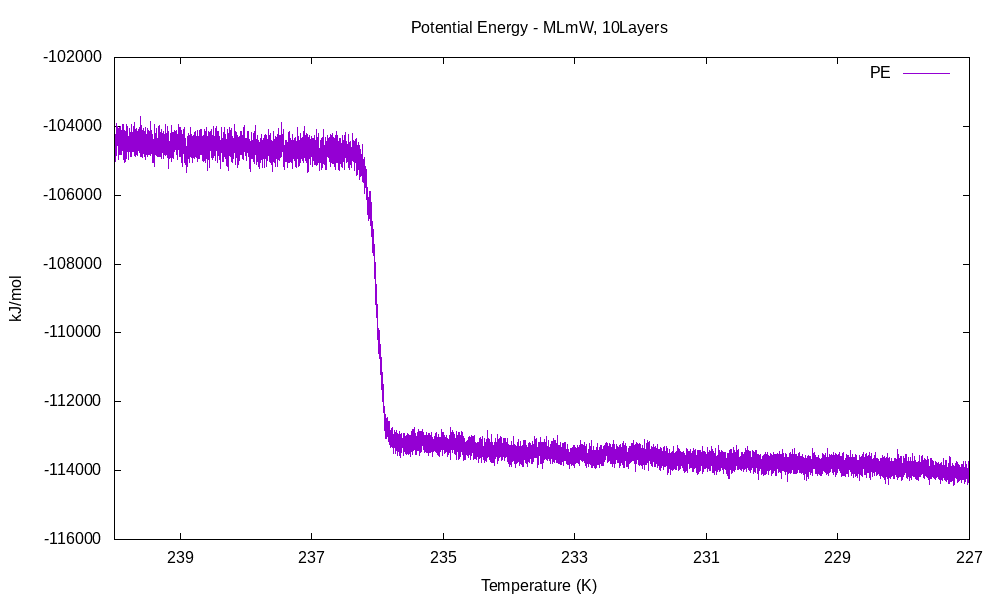 Potential Energy - MLmW, 10Layers
PE
-102000
-104000
-106000
-108000
-110000
-112000
-114000
-116000
kJ/mol
239 237 235 233 231 229 227
Temperature (K)